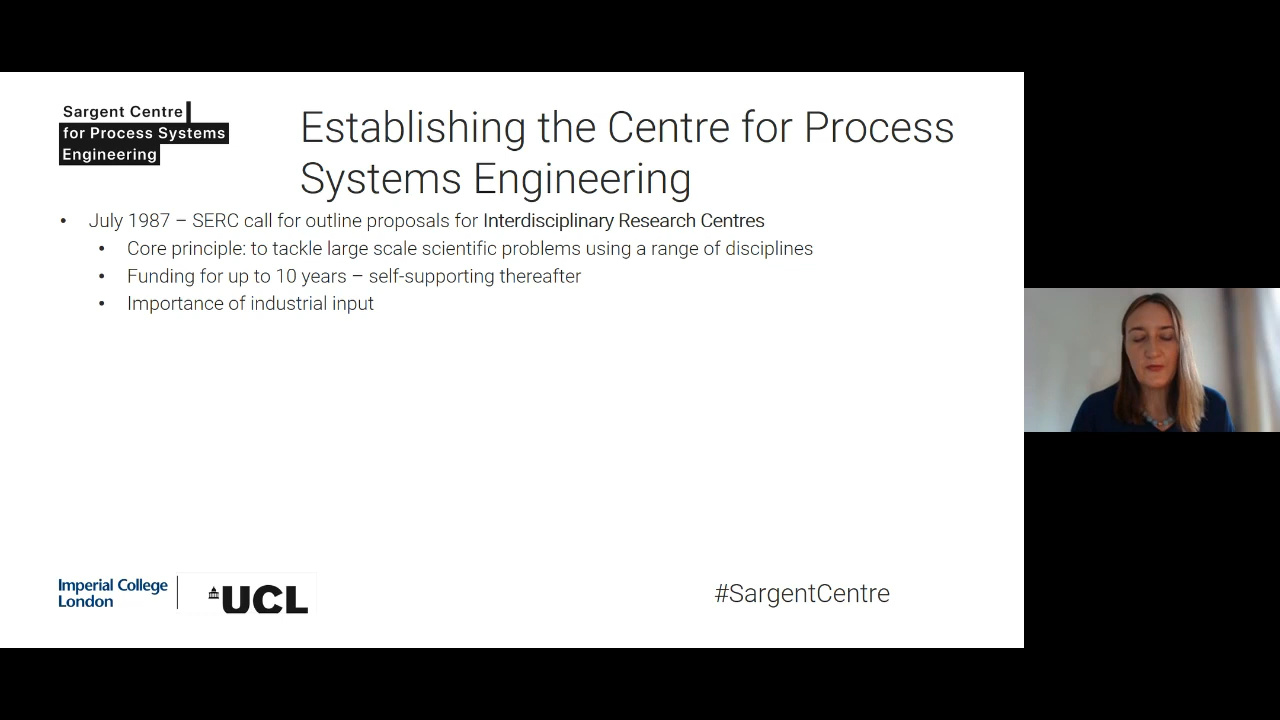 Sargent Centre
for Process Systems
Engineering
Establishing the Centre for Process
Systems Engineering
• July 1987 – SERC call for outline proposals for Interdisciplinary Research Centres
• Core principle: to tackle large scale scientific problems using a range of disciplines
• Funding for up to 10 years – self-supporting thereafter
• Importance of industrial input
Imperial College
London
UCL
#SargentCentre